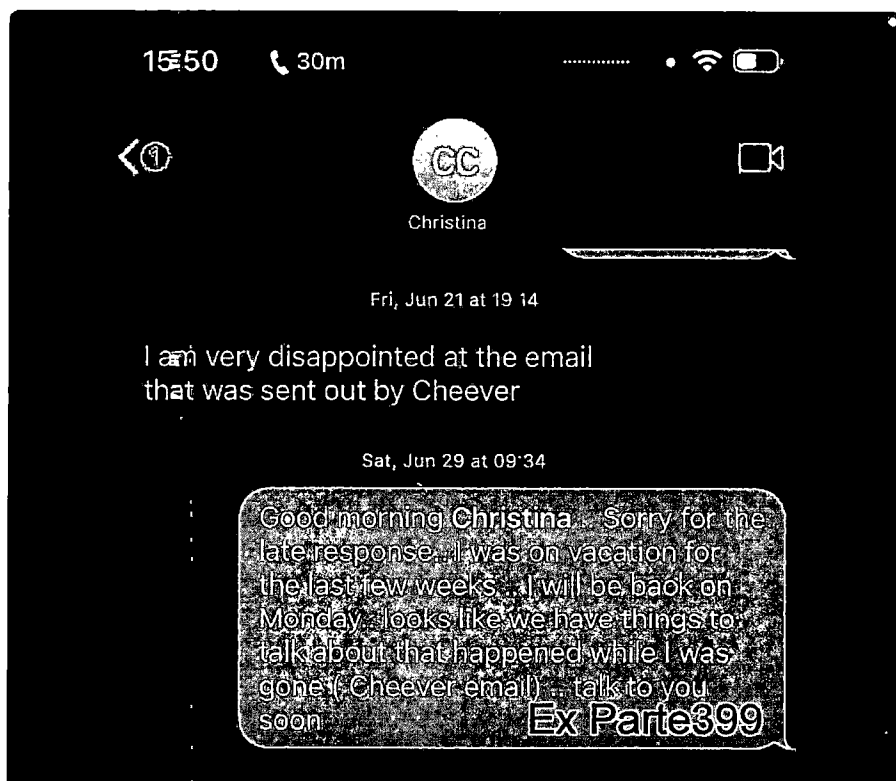 15:50 30m
1
CC
Christina
Fri, Jun 21 at 19:14
I am very disappointed at the email
that was sent out by Cheever
Sat, Jun 29 at 09:34
Good morning Christina... Sorry for the
late response.. I was on vacation for
the last few weeks... I will be back on
Monday.. looks like we have things to
talk about that happened while I was
gone ( Cheever email) ... talk to you
soon
Ex Parte399